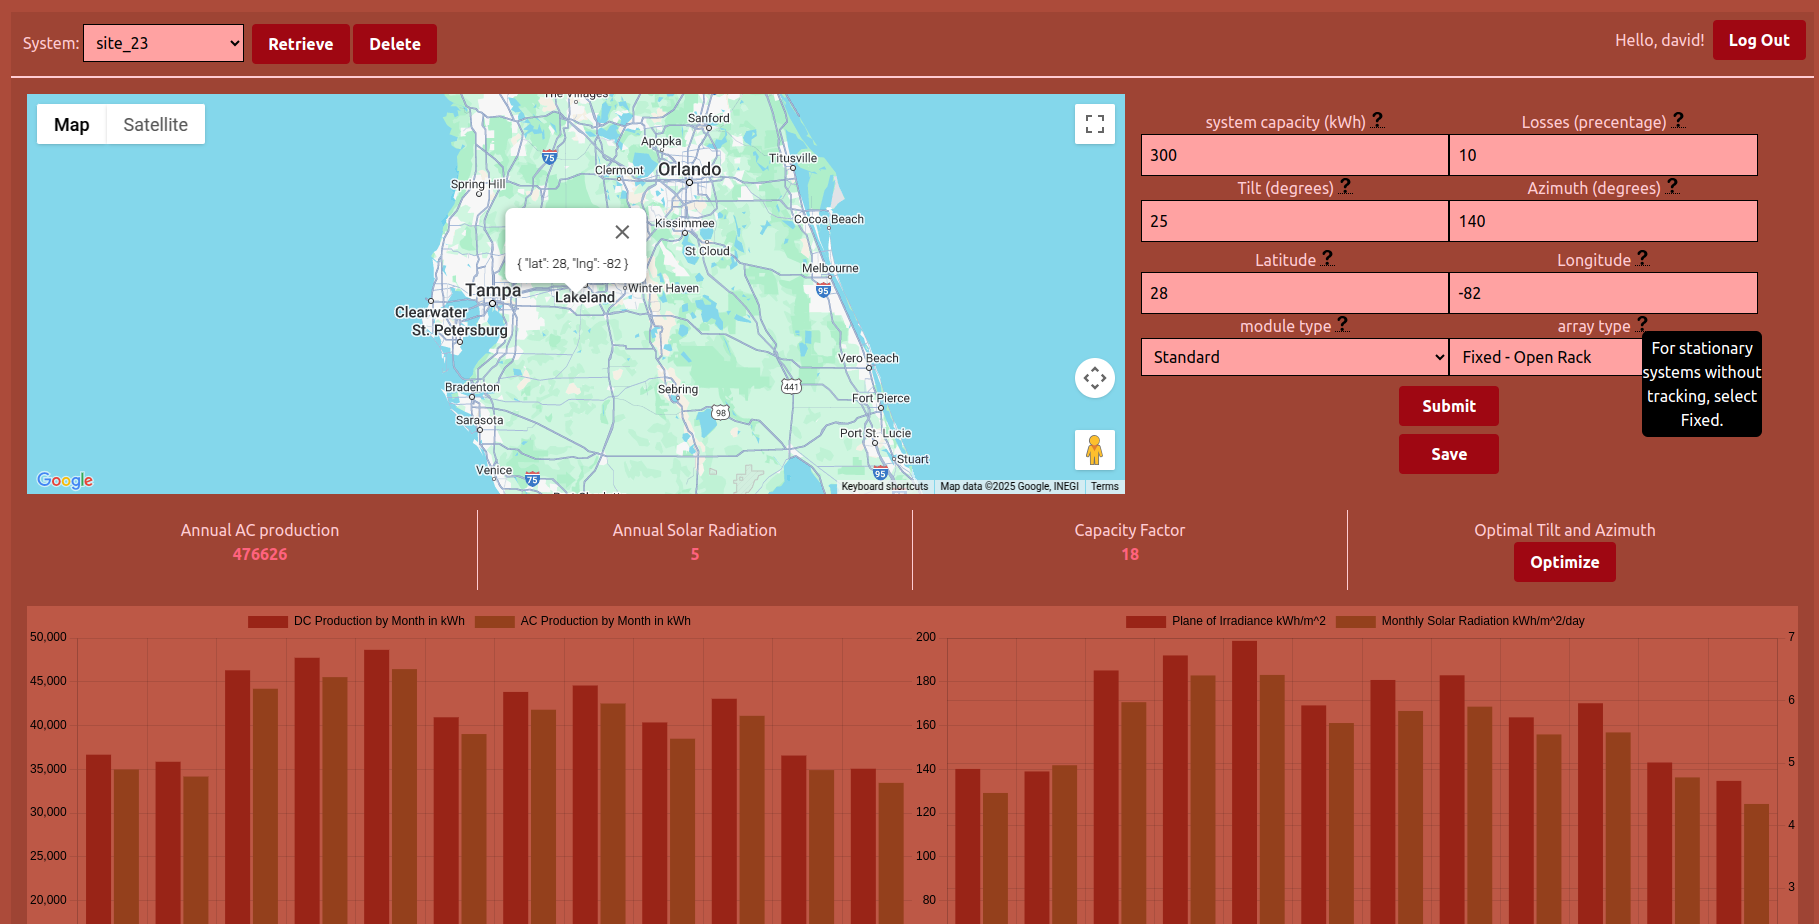 System: site_23 Retrieve Delete Hello, david! Log Out
Map Satellite
The Villages
Sanford
Apopka
75
Titusville
Clermont
Orlando
Spring Hill
Cocoa Beach
Kissimmee
St Cloud
{ "lat": 28, "lng": -82 }
Melbourne
Tampa
Lakeland
Winter Haven
95
Clearwater
St. Petersburg
Vero Beach
Bradenton
Sebring
441
Fort Pierce
98
Sarasota
Port St. Lucie
Stuart
Venice
75
95
Google
Keyboard shortcuts Map data ©2025 Google, INEGI Terms
system capacity (kWh) ? Losses (precentage) ?
300 10
Tilt (degrees) ? Azimuth (degrees) ?
25 140
Latitude ? Longitude ?
28 -82
module type ? array type ?
Standard Fixed - Open Rack
For stationary
systems without
tracking, select
Fixed.
Submit
Save
Annual AC production Annual Solar Radiation Capacity Factor Optimal Tilt and Azimuth
476626 5 18 Optimize
DC Production by Month in kWh AC Production by Month in kWh
50,000
45,000
40,000
35,000
30,000
25,000
20,000
Plane of Irradiance kWh/m^2 Monthly Solar Radiation kWh/m^2/day
200 7
180
6
160
140 5
120
4
100
80 3